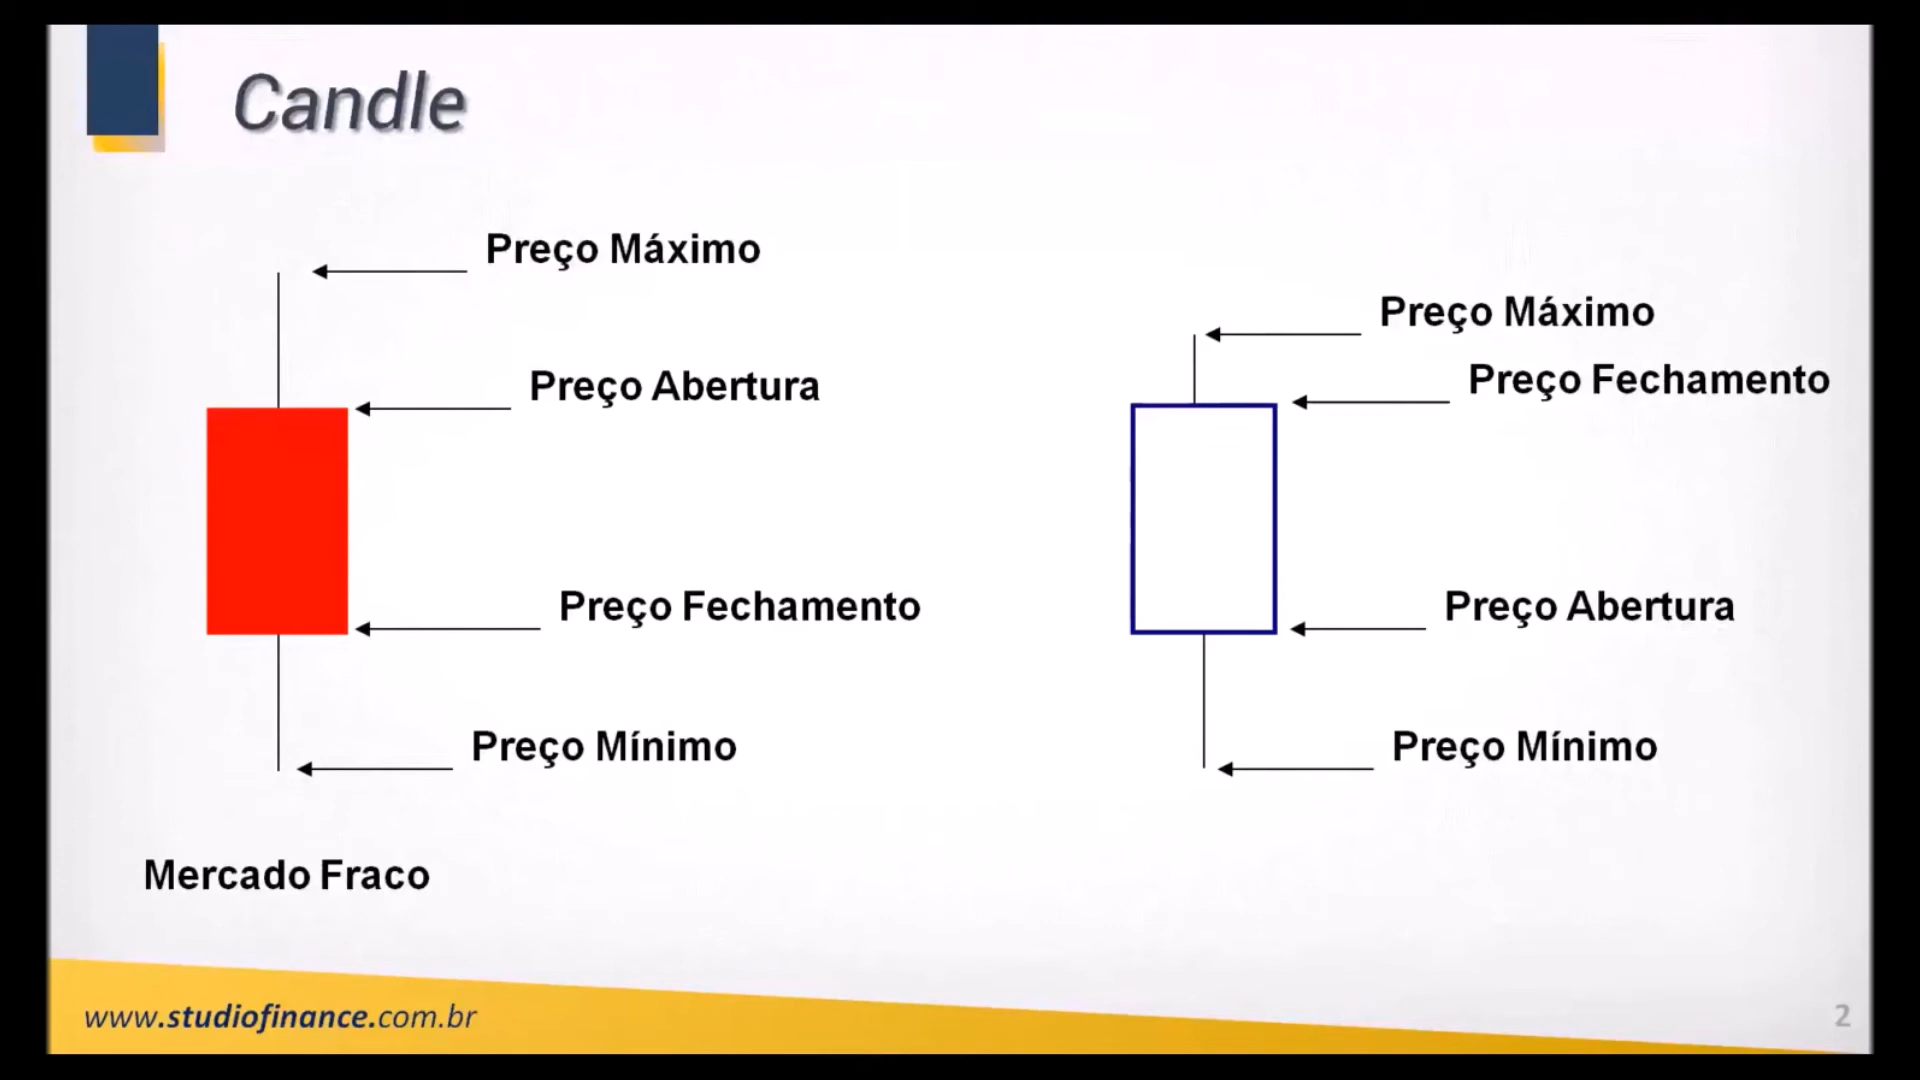 Candle
Preço Máximo
Preço Abertura
Preço Fechamento
Preço Mínimo
Mercado Fraco
Preço Máximo
Preço Fechamento
Preço Abertura
Preço Mínimo
www.studiofinance.com.br
2